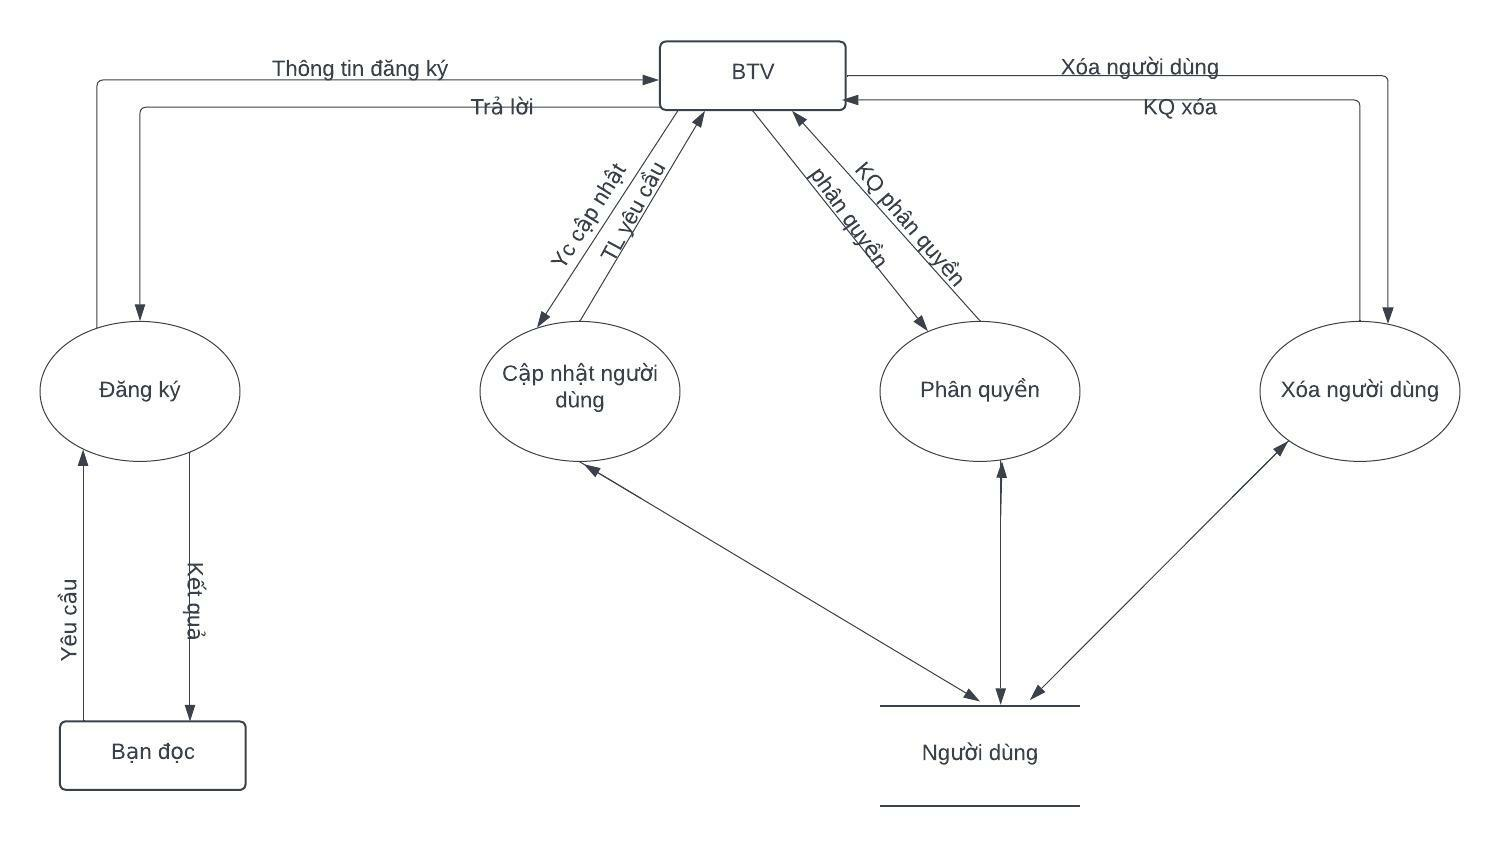 BTV
Thông tin đăng ký
Xóa người dùng
Trả lời
KQ xóa
Yc cập nhật
TL yêu cầu
phân quyền
KQ phân quyền
Đăng ký
Cập nhật người
dùng
Phân quyền
Xóa người dùng
Yêu cầu
Kết quả
Bạn đọc
Người dùng